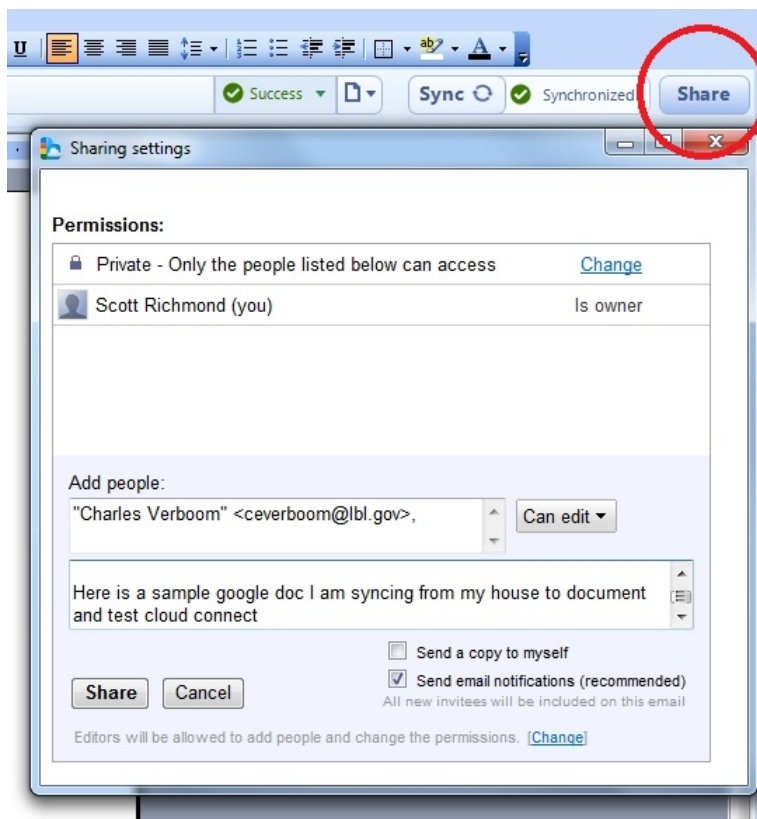 U
Success
Sync
Synchronized
Share
Sharing settings
Permissions:
Private - Only the people listed below can access Change
Scott Richmond (you) Is owner
Add people:
"Charles Verboom" <ceverboom@lbl.gov>,
Can edit
Here is a sample google doc I am syncing from my house to document
and test cloud connect
Send a copy to myself
Send email notifications (recommended)
All new invitees will be included on this email
Share Cancel
Editors will be allowed to add people and change the permissions. [Change]